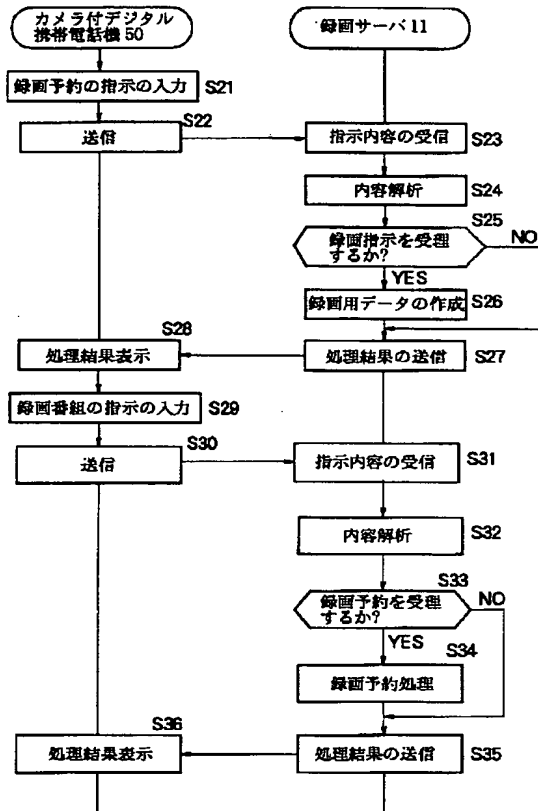 カメラ付デジタル
携帯電話機 50
録画サーバ 11
録画予約の指示の入力
S21
S22
送信
指示内容の受信
S23
内容解析
S24
S25
録画指示を受理
するか?
NO
YES
録画用データの作成
S26
S28
処理結果表示
処理結果の送信
S27
録画番組の指示の入力
S29
S30
送信
指示内容の受信
S31
内容解析
S32
S33
録画予約を受理
するか?
NO
YES
S34
録画予約処理
S36
処理結果表示
処理結果の送信
S35